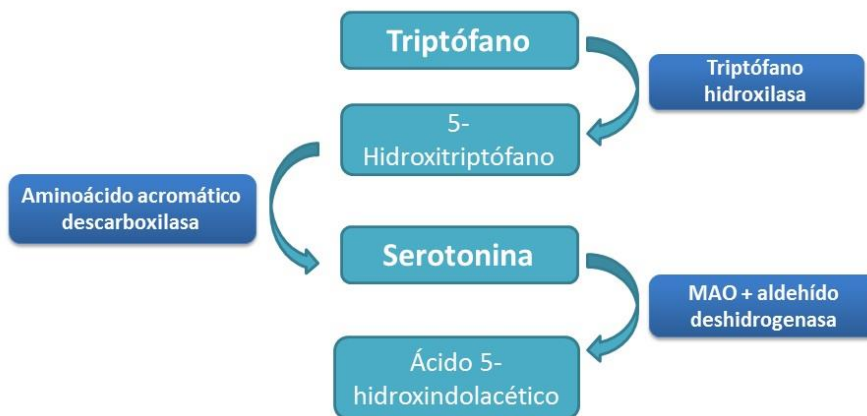 Triptófano
Triptófano
hidroxilasa
5-
Hidroxitriptófano
Aminoácido acromático
descarboxilasa
Serotonina
MAO + aldehído
deshidrogenasa
Ácido 5-
hidroxindolacético